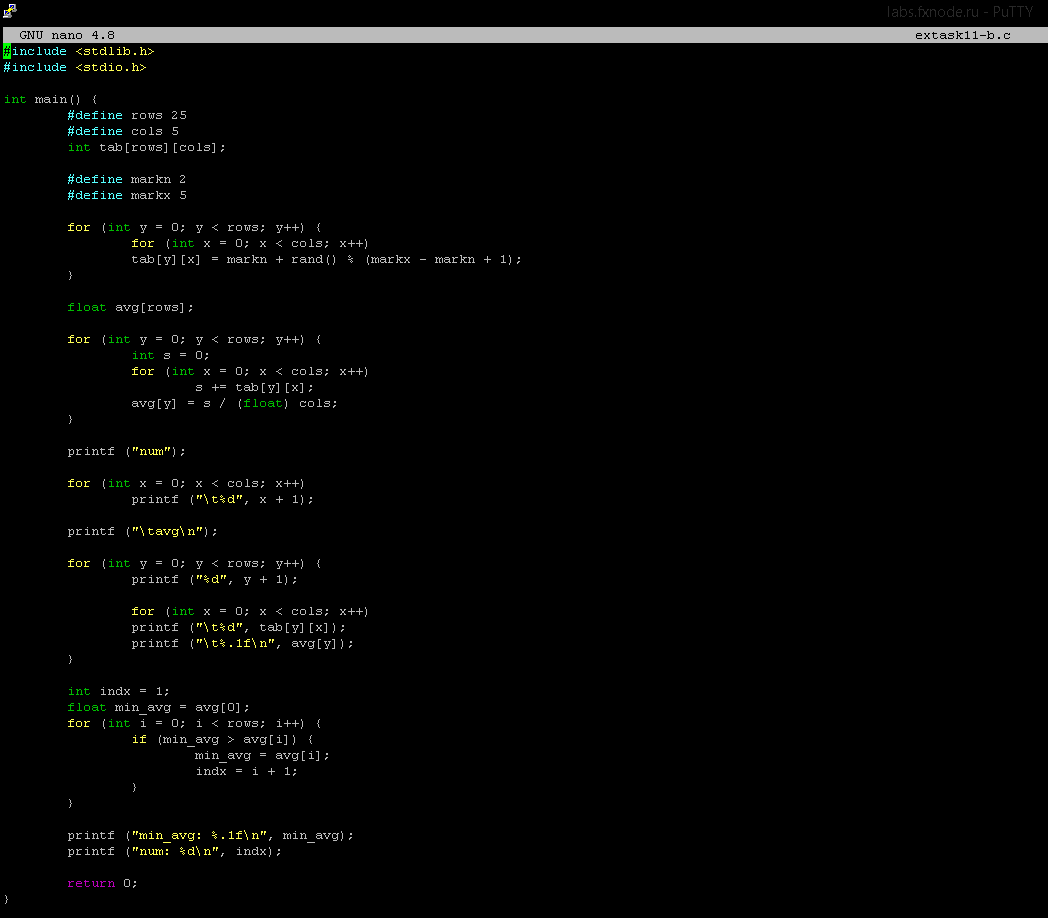 labs.fxnode.ru - PuTTY
GNU nano 4.8 extask11-b.c
#include <stdlib.h>
#include <stdio.h>
int main() {
#define rows 25
#define cols 5
int tab[rows][cols];
#define markn 2
#define markx 5
for (int y = 0; y < rows; y++) {
for (int x = 0; x < cols; x++)
tab[y][x] = markn + rand() % (markx - markn + 1);
}
float avg[rows];
for (int y = 0; y < rows; y++) {
int s = 0;
for (int x = 0; x < cols; x++)
s += tab[y][x];
avg[y] = s / (float) cols;
}
printf ("num");
for (int x = 0; x < cols; x++)
printf ("\t%d", x + 1);
printf ("\tavg\n");
for (int y = 0; y < rows; y++) {
printf ("%d", y + 1);
for (int x = 0; x < cols; x++)
printf ("\t%d", tab[y][x]);
printf ("\t%.1f\n", avg[y]);
}
int indx = 1;
float min_avg = avg[0];
for (int i = 0; i < rows; i++) {
if (min_avg > avg[i]) {
min_avg = avg[i];
indx = i + 1;
}
}
printf ("min_avg: %.1f\n", min_avg);
printf ("num: %d\n", indx);
return 0;
}